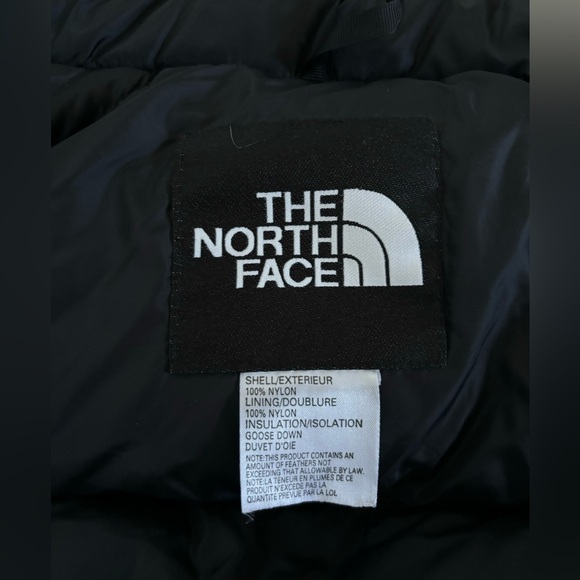 THE
NORTH
FACE
SHELL/EXTERIEUR
100% NYLON
LINING/DOUBLURE
100% NYLON
INSULATION/ISOLATION
GOOSE DOWN
DUVET D'OIE
NOTE:THIS PRODUCT CONTAINS AN
AMOUNT OF FEATHERS NOT
EXCEEDING THAT ALLOWABLE BY LAW.
NOTE:LA TENEUR EN PLUMES DE CE
PRODUIT N'EXCEDE PAS LA
QUANTITE PREVUE PAR LA LOL